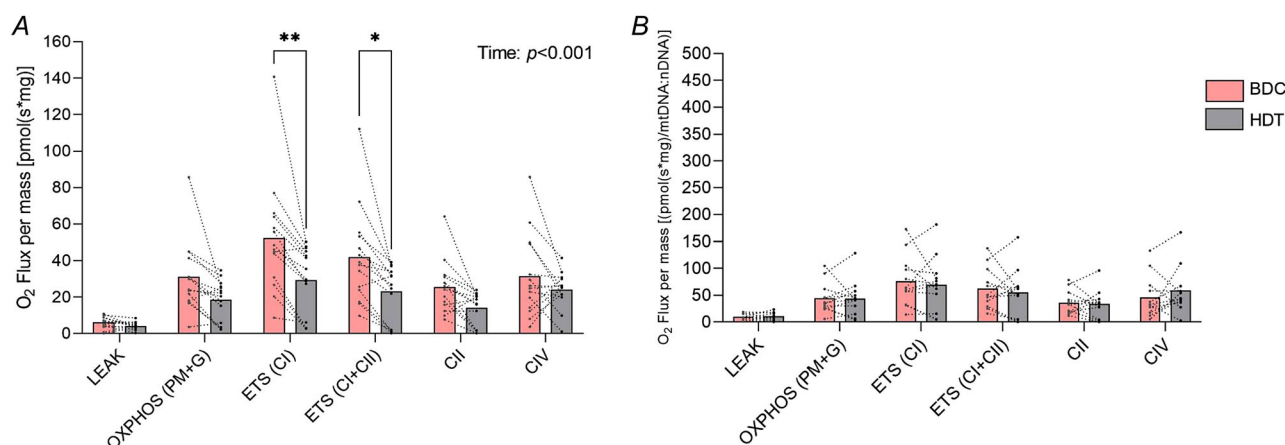 A
O2 Flux per mass [pmol(s*mg)]
160
140
120
100
80
60
40
20
0
**
*
Time: p<0.001
LEAK
OXPHOS (PM+G)
ETS (CI)
ETS (CI+CII)
CII
CIV
B
O2 Flux per mass [(pmol(s*mg)/mtDNA:nDNA)]
500
450
400
350
300
250
200
150
100
50
0
LEAK
OXPHOS (PM+G)
ETS (CI)
ETS (CI+CII)
CII
CIV
BDC
HDT